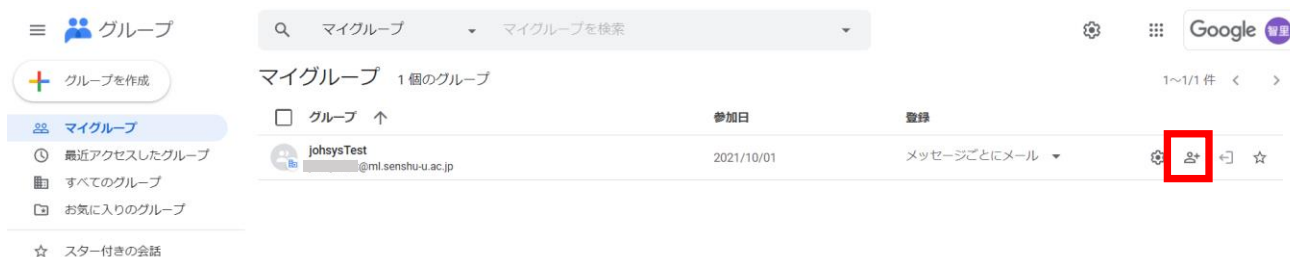 グループ
マイグループ マイグループを検索
Google 智里
グループを作成
マイグループ 1 個のグループ
1～1/1 件
マイグループ
最近アクセスしたグループ
すべてのグループ
お気に入りのグループ
スター付きの会話
グループ 参加日 登録
johsysTest
@ml.senshu-u.ac.jp
2021/10/01
メッセージごとにメール